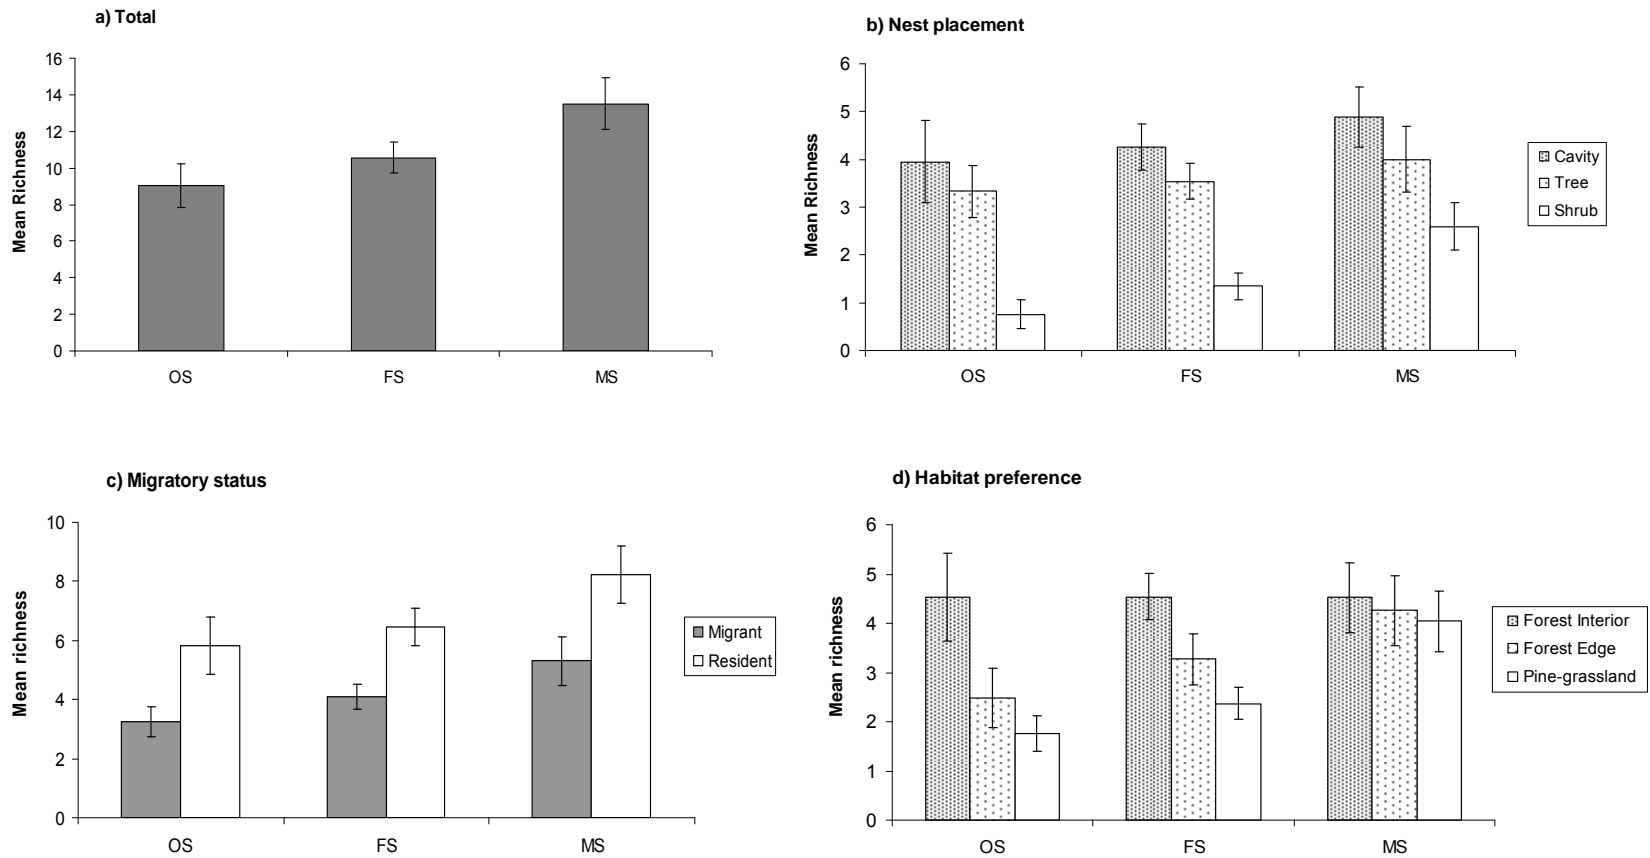 a) Total
Mean Richness
16
14
12
10
8
6
4
2
0
OS FS MS
b) Nest placement
Mean Richness
6
5
4
3
2
1
0
OS FS MS
Cavity
Tree
Shrub
c) Migratory status
Mean richness
10
8
6
4
2
0
OS FS MS
Migrant
Resident
d) Habitat preference
Mean richness
6
5
4
3
2
1
0
OS FS MS
Forest Interior
Forest Edge
Pine-grassland